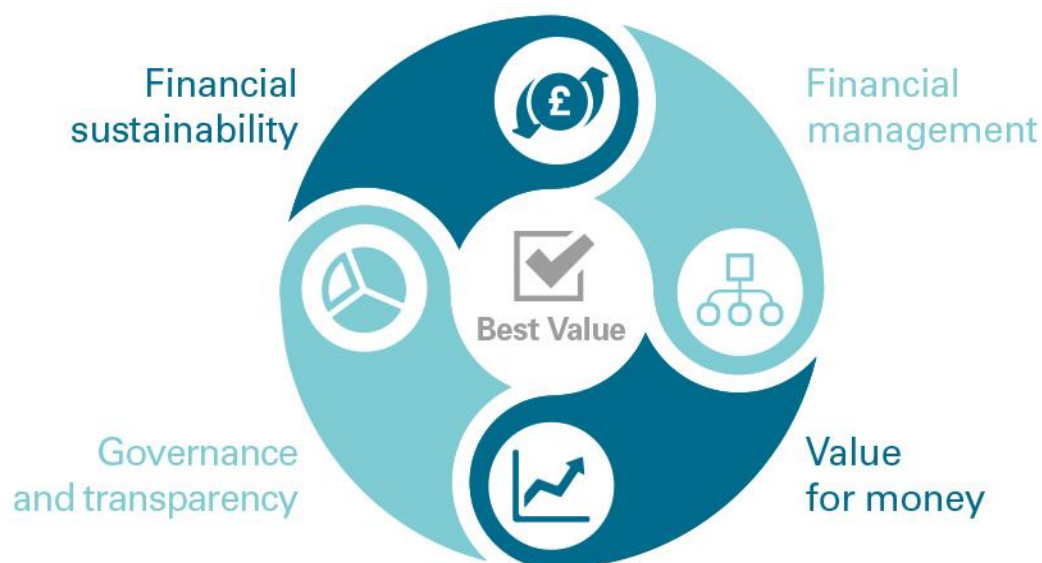 Financial
sustainability
£
Financial
management
Best Value
Governance
and transparency
Value
for money